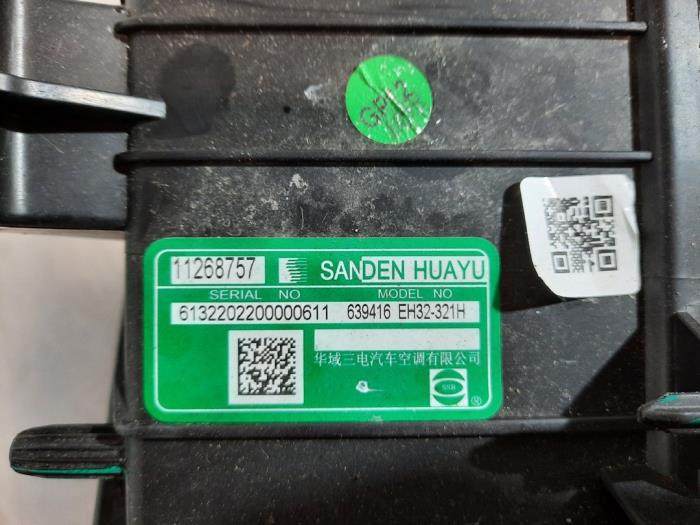 11268757 SANDEN HUAYU
SERIAL NO MODEL NO
6132202200000611 639416 EH32-321H
华域三电汽车空调有限公司
SSB
®